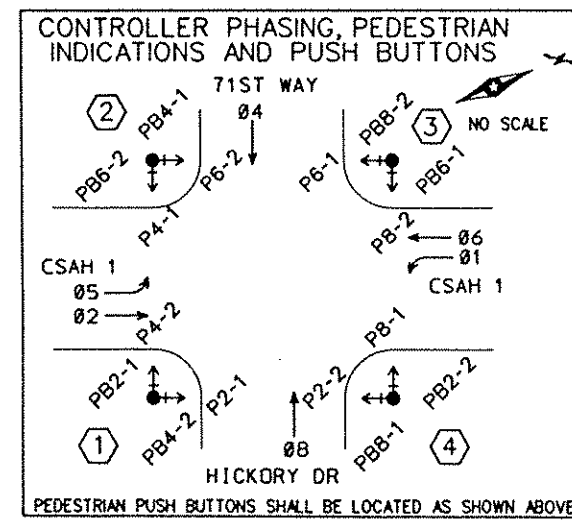 CONTROLLER PHASING, PEDESTRIAN
INDICATIONS AND PUSH BUTTONS
71ST WAY
Ø4
2
PB4-1
PB6-2
P6-2
P4-1
PB8-2
3
NO SCALE
P6-1
PB6-1
P8-2
Ø6
Ø1
CSAH 1
CSAH 1
Ø5
Ø2
P4-2
P8-1
PB2-1
P2-1
PB4-2
1
P2-2
PB2-2
PB8-1
4
Ø8
HICKORY DR
PEDESTRIAN PUSH BUTTONS SHALL BE LOCATED AS SHOWN ABOVE